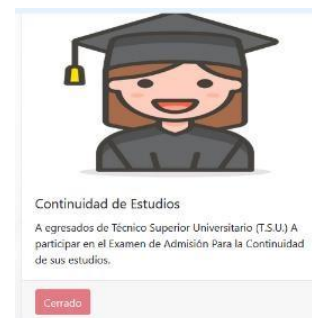 Continuidad de Estudios
A egresados de Técnico Superior Universitario (T.S.U.) A
participar en el Examen de Admisión Para la Continuidad
de sus estudios.
Cerrado